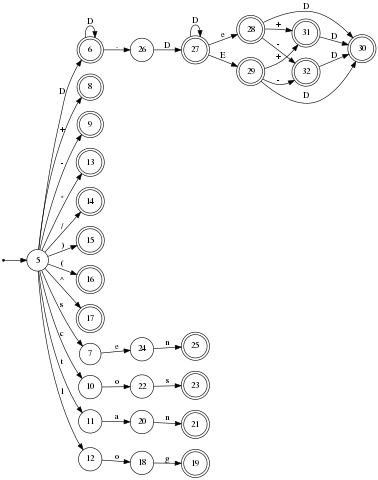 D D
6 . 26 D 27 e 28 D
+ 31 D
- +
E 29 - 32 D 30
D
D 8
+ 9
- 13
14
/ 15
) 16
( 17
^
5
s 7 e 24 n 25
c 10 o 22 s 23
t 11 a 20 n 21
l 12 o 18 g 19